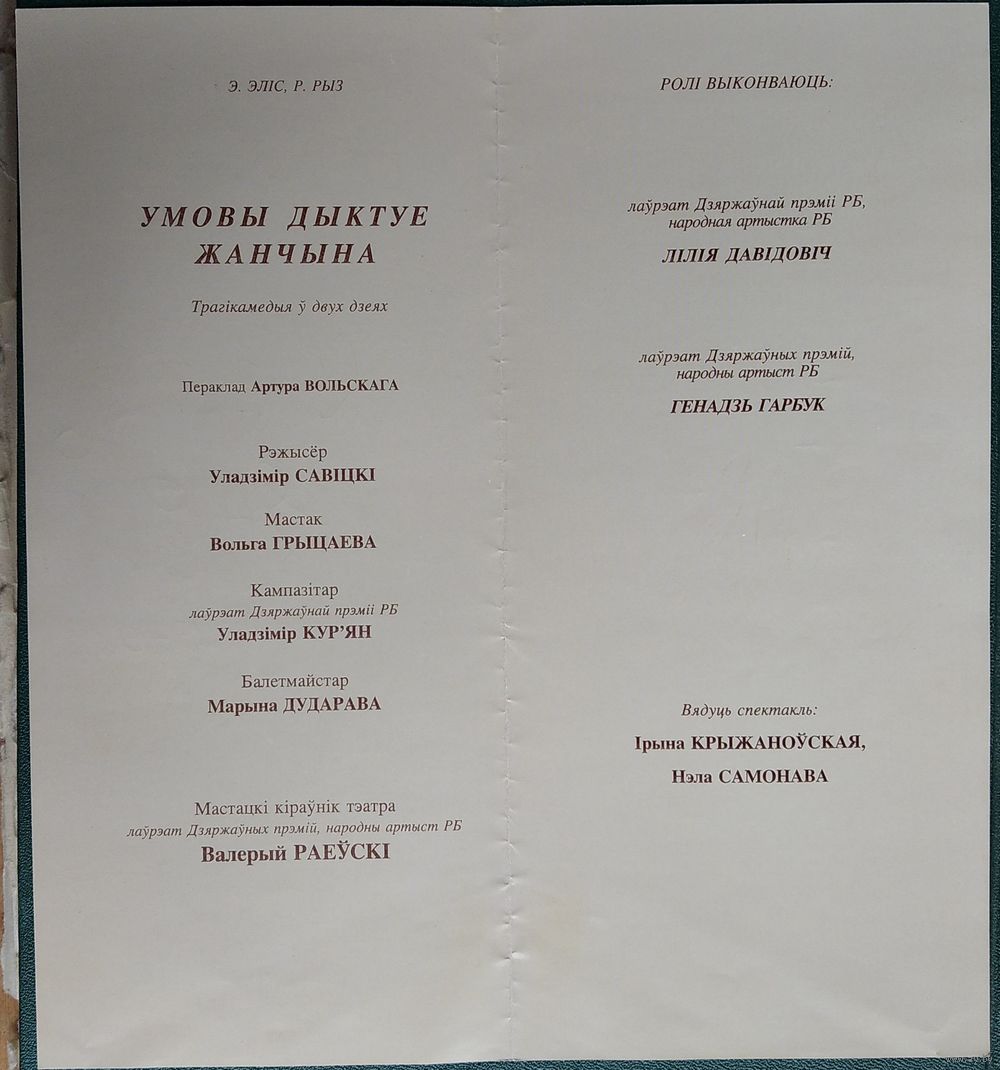 Э. ЭЛІС, Р. РЫЗ
УМОВЫ ДЫКТУЕ
ЖАНЧЫНА
Трагікамедыя ў двух дзеях
Пераклад Артура ВОЛЬСКАГА
Рэжысёр
Уладзімір САВІЦКІ
Мастак
Вольга ГРЫЦАЕВА
Кампазітар
лаўрэат Дзяржаўнай прэміі РБ
Уладзімір КУР’ЯН
Балетмайстар
Марына ДУДАРАВА
Мастацкі кіраўнік тэатра
лаўрэат Дзяржаўных прэмій, народны артыст РБ
Валерый РАЕЎСКІ
РОЛІ ВЫКОНВАЮЦЬ:
лаўрэат Дзяржаўнай прэміі РБ,
народная артыстка РБ
ЛІЛІЯ ДАВІДОВІЧ
лаўрэат Дзяржаўных прэмій,
народны артыст РБ
ГЕНАДЗЬ ГАРБУК
Вядуць спектакль:
Ірына КРЫЖАНОЎСКАЯ,
Нэла САМОНАВА